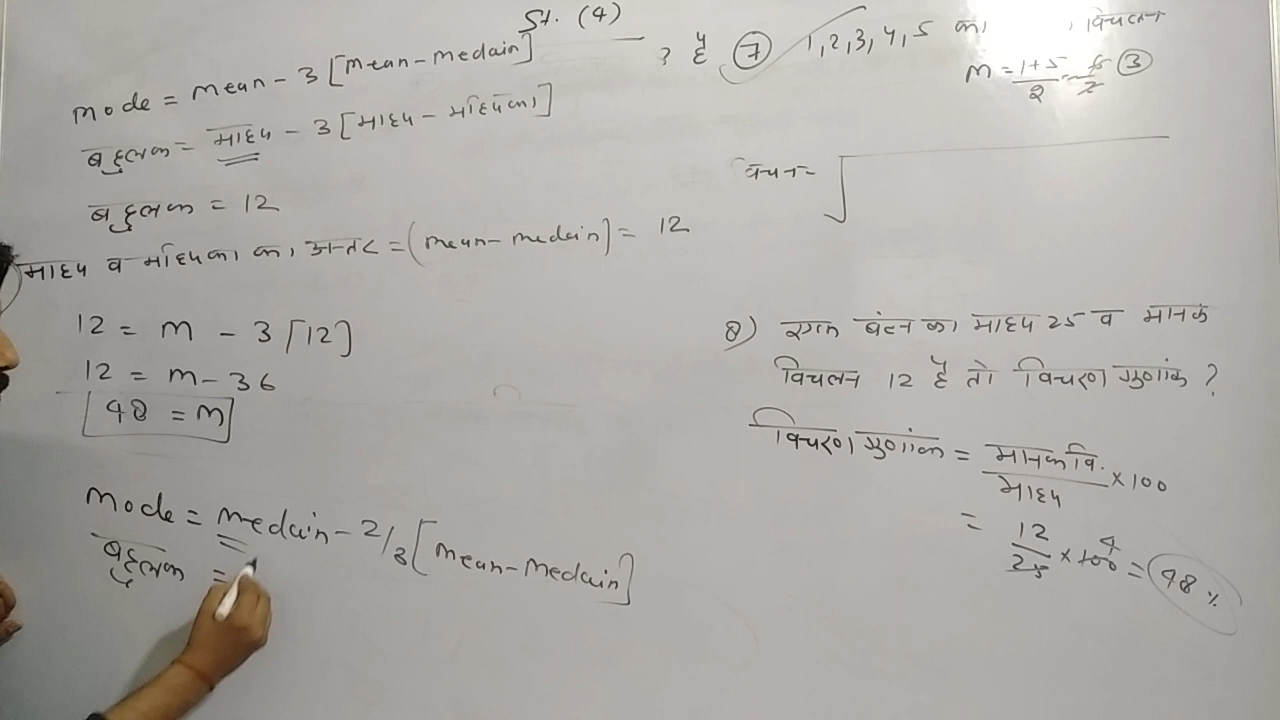 St. (4)
mode = mean - 3 [mean - medain]
बहुलक = माध्य - 3 [माध्य - माध्यिका]
बहुलक = 12
माध्य व माध्यिका का अन्तर = (mean - medain) = 12
12 = m - 3 [12]
12 = m - 36
48 = m
mode = medain - 2/3 [mean - medain]
बहुलक =
? है
⑦ 1, 2, 3, 4, 5 का विचलन
m = 1+5/2 = 6/2 ③
विचलन = √
Q) एक बंटन का माध्य 25 व मानक
विचलन 12 है तो विचरण गुणांक ?
विचरण गुणांक = मानक वि./माध्य × 100
= 12/25 × 100 4 = 48 %